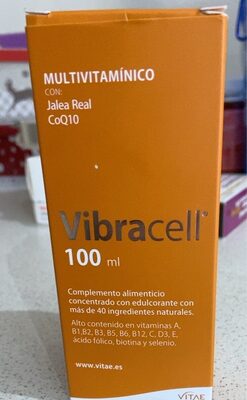 MULTIVITAMÍNICO
CON:
Jalea Real
CoQ10
Vibracell®
100 ml
Complemento alimenticio
concentrado con edulcorante con
más de 40 ingredientes naturales.
Alto contenido en vitaminas A,
B1,B2, B3, B5, B6, B12, C, D3, E,
ácido fólico, biotina y selenio.
www.vitae.es
VITAE